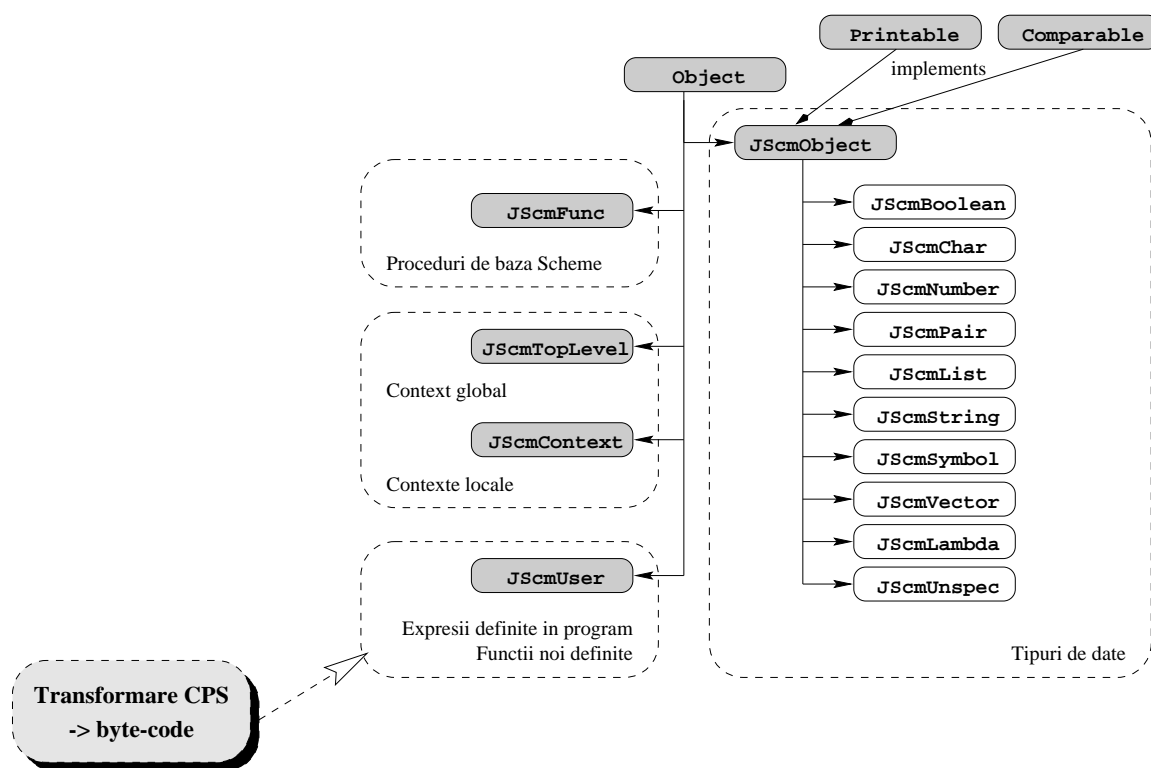 Printable
Comparable
implements
Object
JScmObject
JScmFunc
Proceduri de baza Scheme
JScmTopLevel
Context global
JScmContext
Contexte locale
JScmUser
Expresii definite in program
Functii noi definite
JScmBoolean
JScmChar
JScmNumber
JScmPair
JScmList
JScmString
JScmSymbol
JScmVector
JScmLambda
JScmUnspec
Tipuri de date
Transformare CPS
-> byte-code